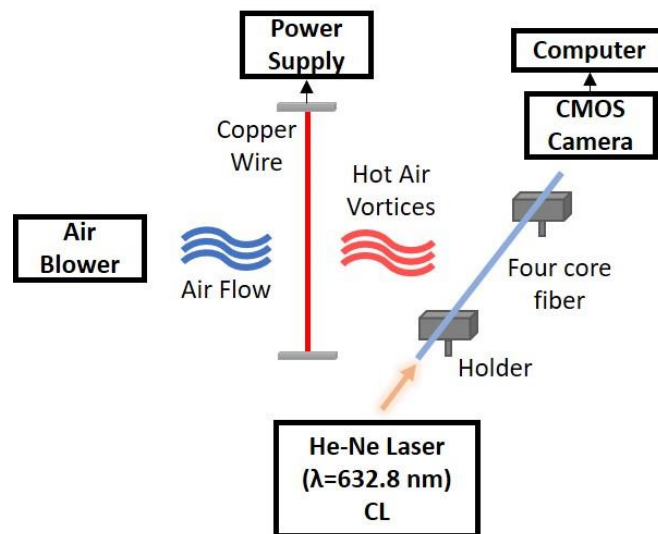 Power
Supply
Computer
CMOS
Camera
Copper
Wire
Hot Air
Vortices
Air
Blower
Air Flow
Four core
fiber
Holder
He-Ne Laser
(λ=632.8 nm)
CL